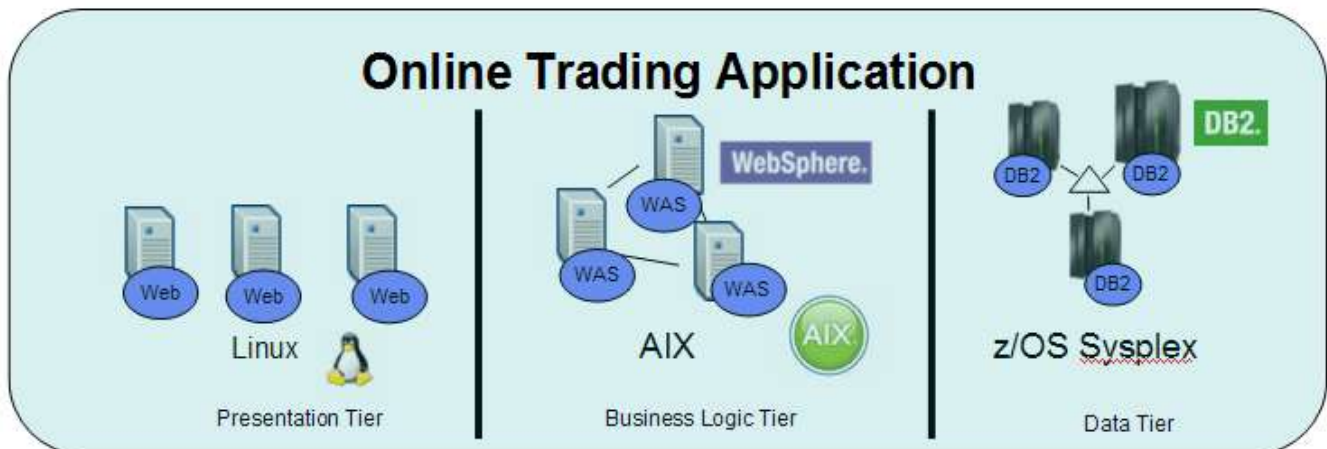 Online Trading Application
Web
Web
Web
Linux
Presentation Tier
WebSphere.
WAS
WAS
WAS
AIX
AIX.
Business Logic Tier
DB2.
DB2
DB2
DB2
z/OS Sysplex
Data Tier